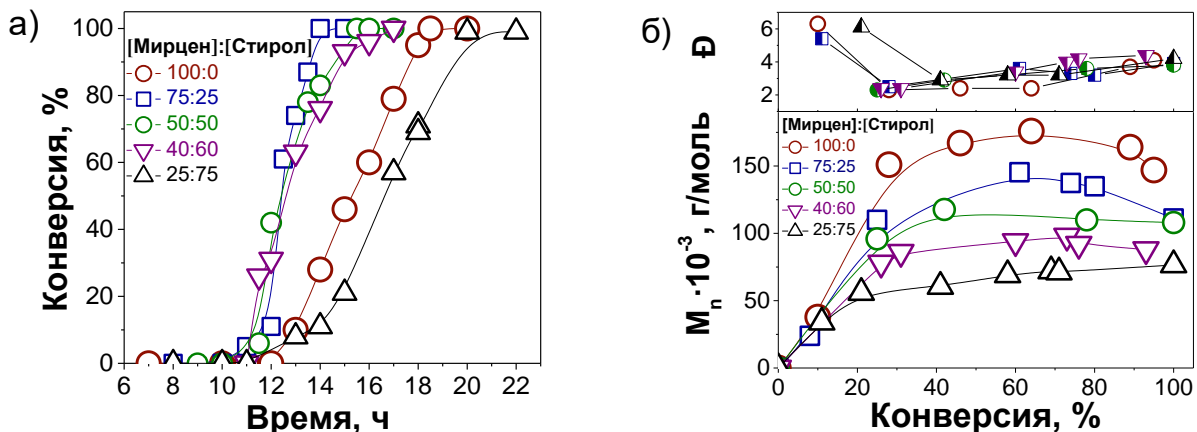 а)
[Мирцен]:[Стирол]
100:0
75:25
50:50
40:60
25:75
Конверсия, %
100
80
60
40
20
0
6 8 10 12 14 16 18 20 22
Время, ч
б)
Đ
6
4
2
[Мирцен]:[Стирол]
100:0
75:25
50:50
40:60
25:75
Mn·10-3, г/моль
150
100
50
0
0 20 40 60 80 100
Конверсия, %